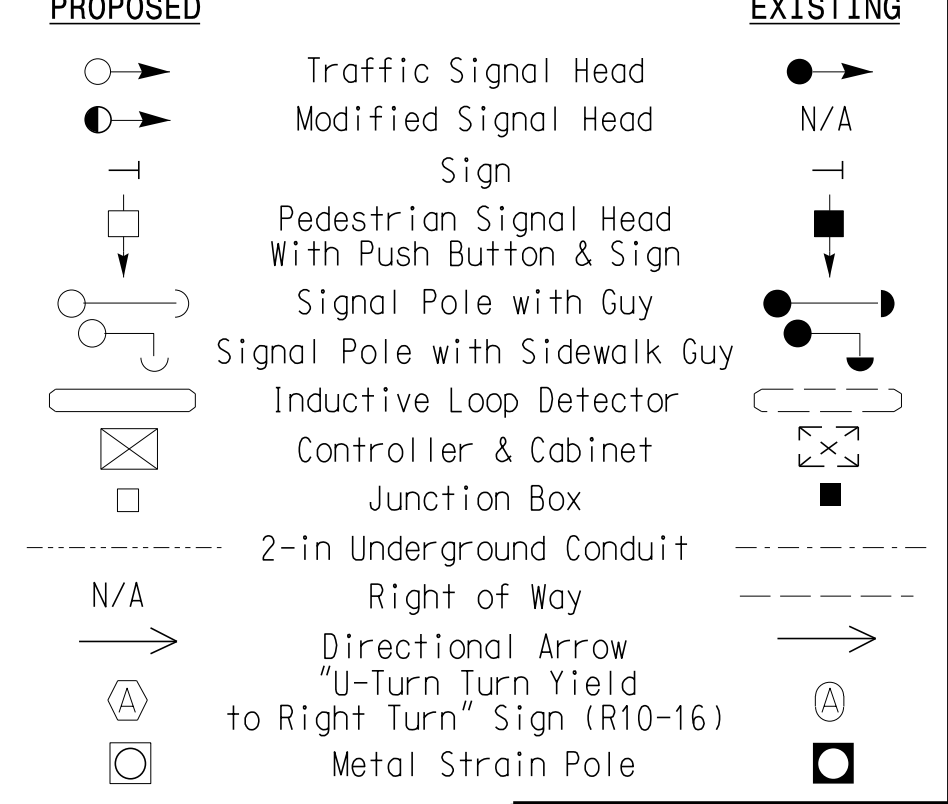 PROPOSED EXISTING
Traffic Signal Head
Modified Signal Head N/A
Sign
Pedestrian Signal Head
With Push Button & Sign
Signal Pole with Guy
Signal Pole with Sidewalk Guy
Inductive Loop Detector
Controller & Cabinet
Junction Box
2-in Underground Conduit
N/A Right of Way
Directional Arrow
"U-Turn Turn Yield
A to Right Turn" Sign (R10-16) A
Metal Strain Pole